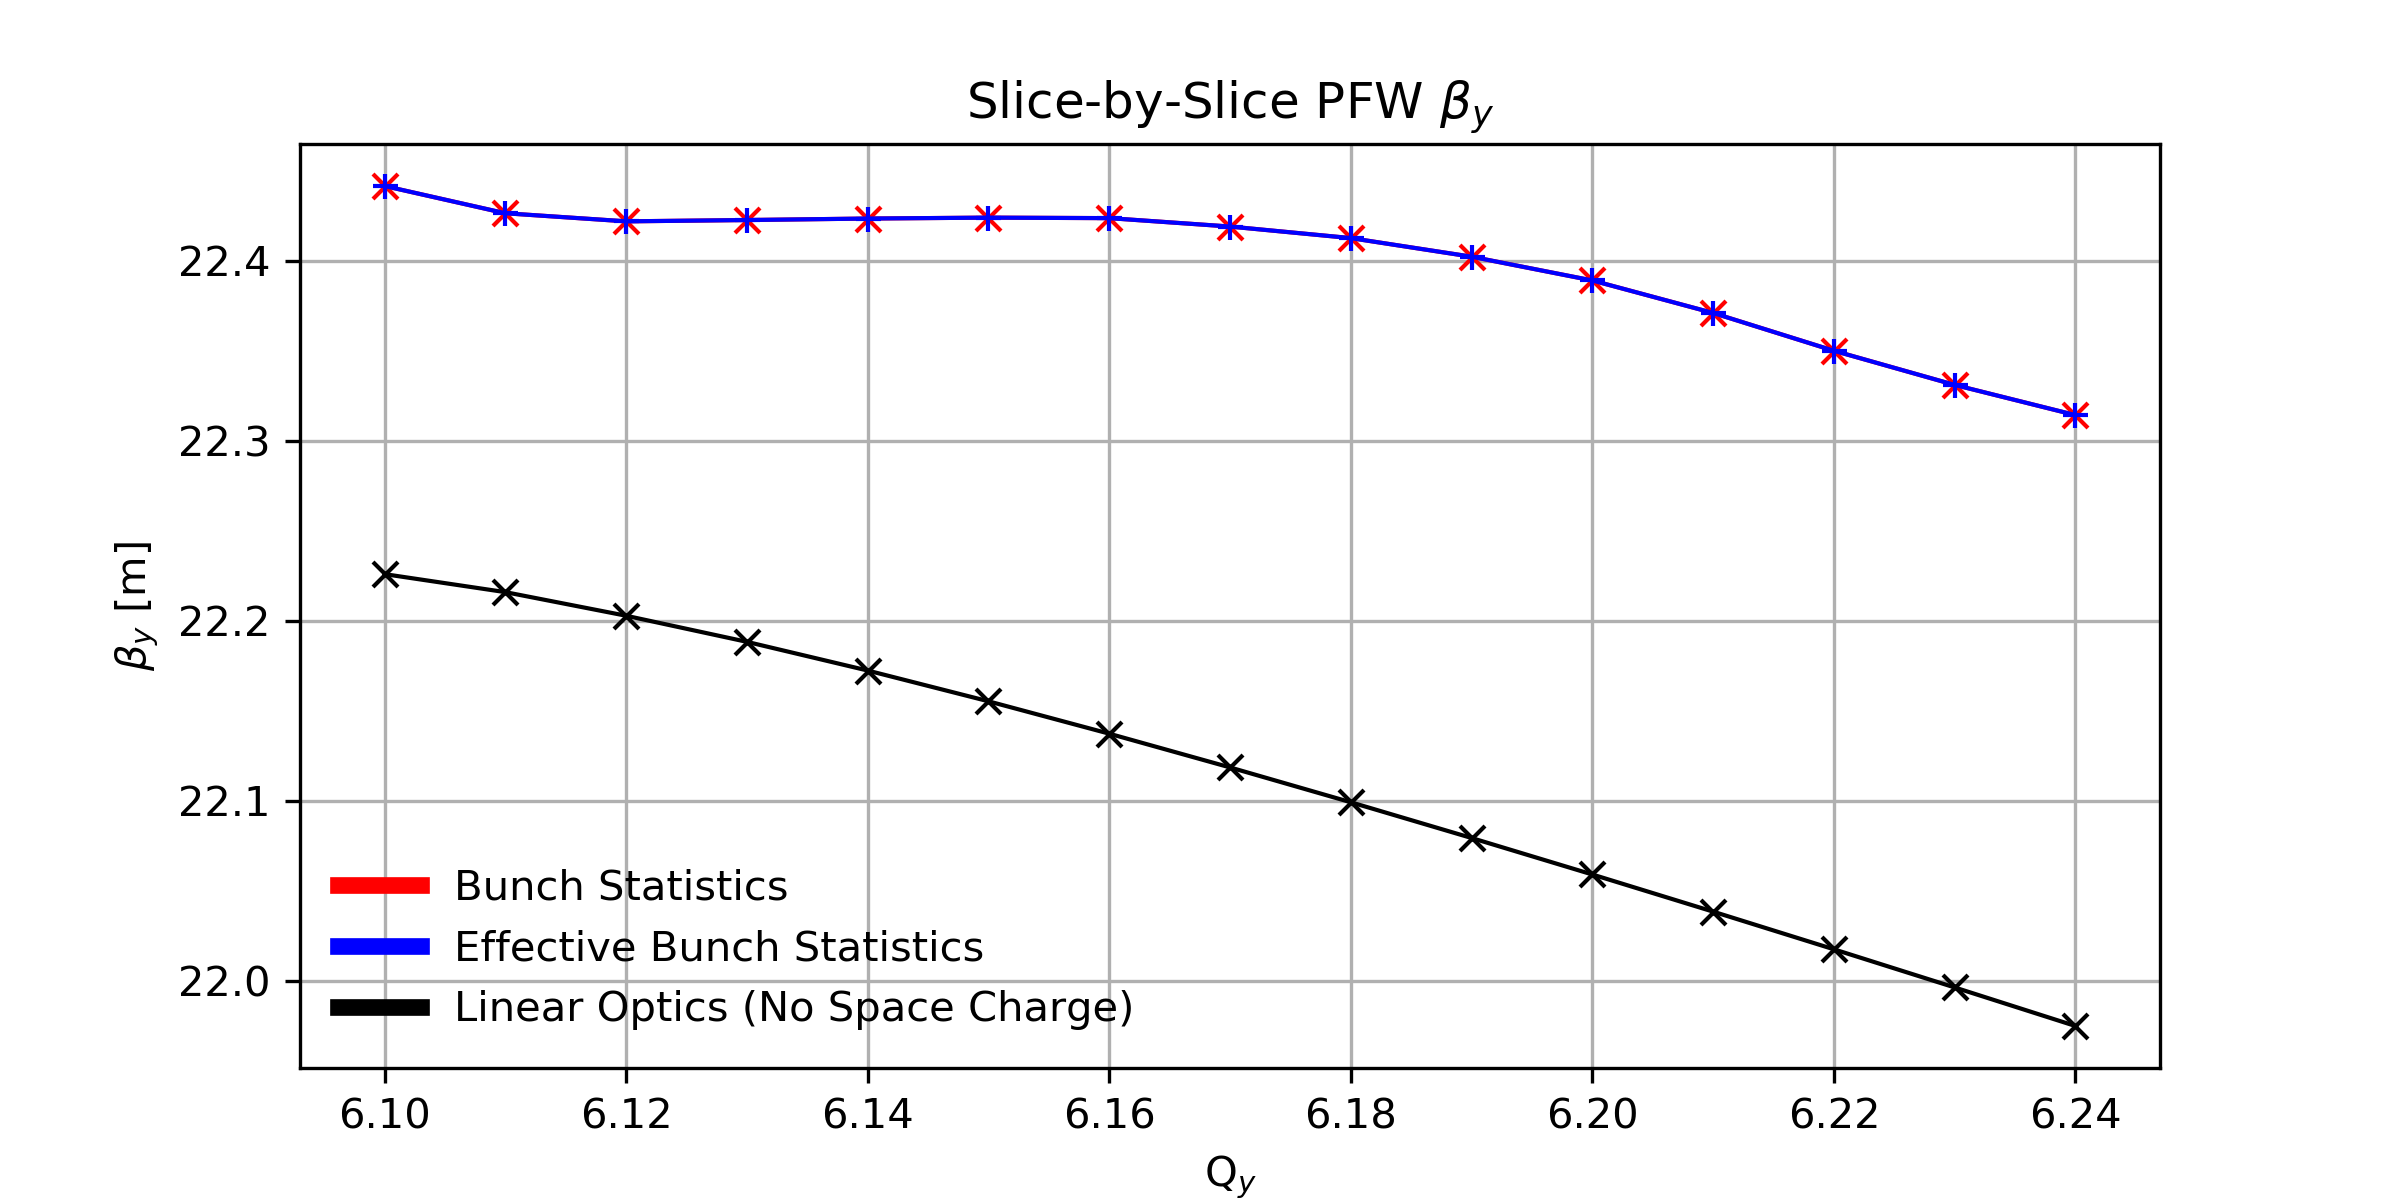 Slice-by-Slice PFW βy
βy [m]
22.4
22.3
22.2
22.1
22.0
Bunch Statistics
Effective Bunch Statistics
Linear Optics (No Space Charge)
6.10 6.12 6.14 6.16 6.18 6.20 6.22 6.24
Qy